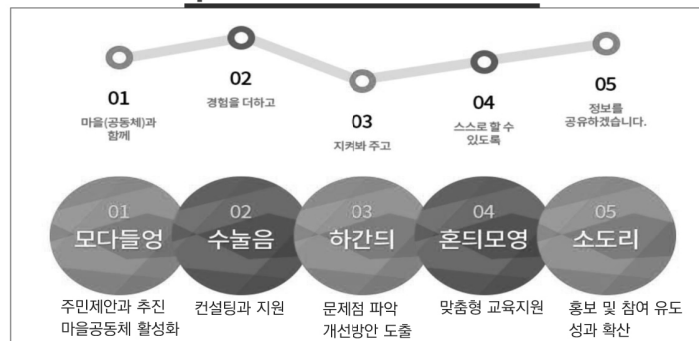 01
마을(공동체)과
함께
02
경험을 더하고
03
지켜봐 주고
04
스스로 할 수
있도록
05
정보를
공유하겠습니다.
01
모다들엉
02
수눌음
03
하간듸
04
혼듸모영
05
소도리
주민제안과 추진
마을공동체 활성화
컨설팅과 지원
문제점 파악
개선방안 도출
맞춤형 교육지원
홍보 및 참여 유도
성과 확산